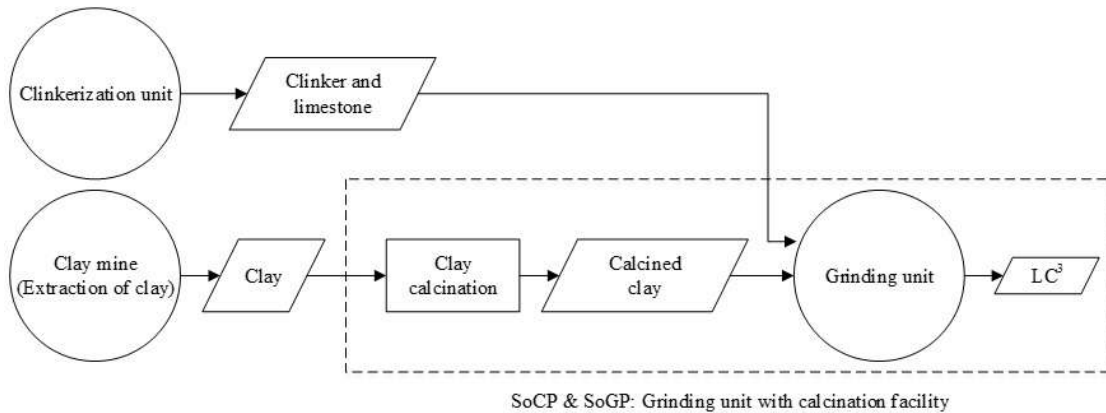 Clinkerization unit
Clinker and
limestone
Clay mine
(Extraction of clay)
Clay
Clay
calcination
Calcined
clay
Grinding unit
LC³
SoCP & SoGP: Grinding unit with calcination facility